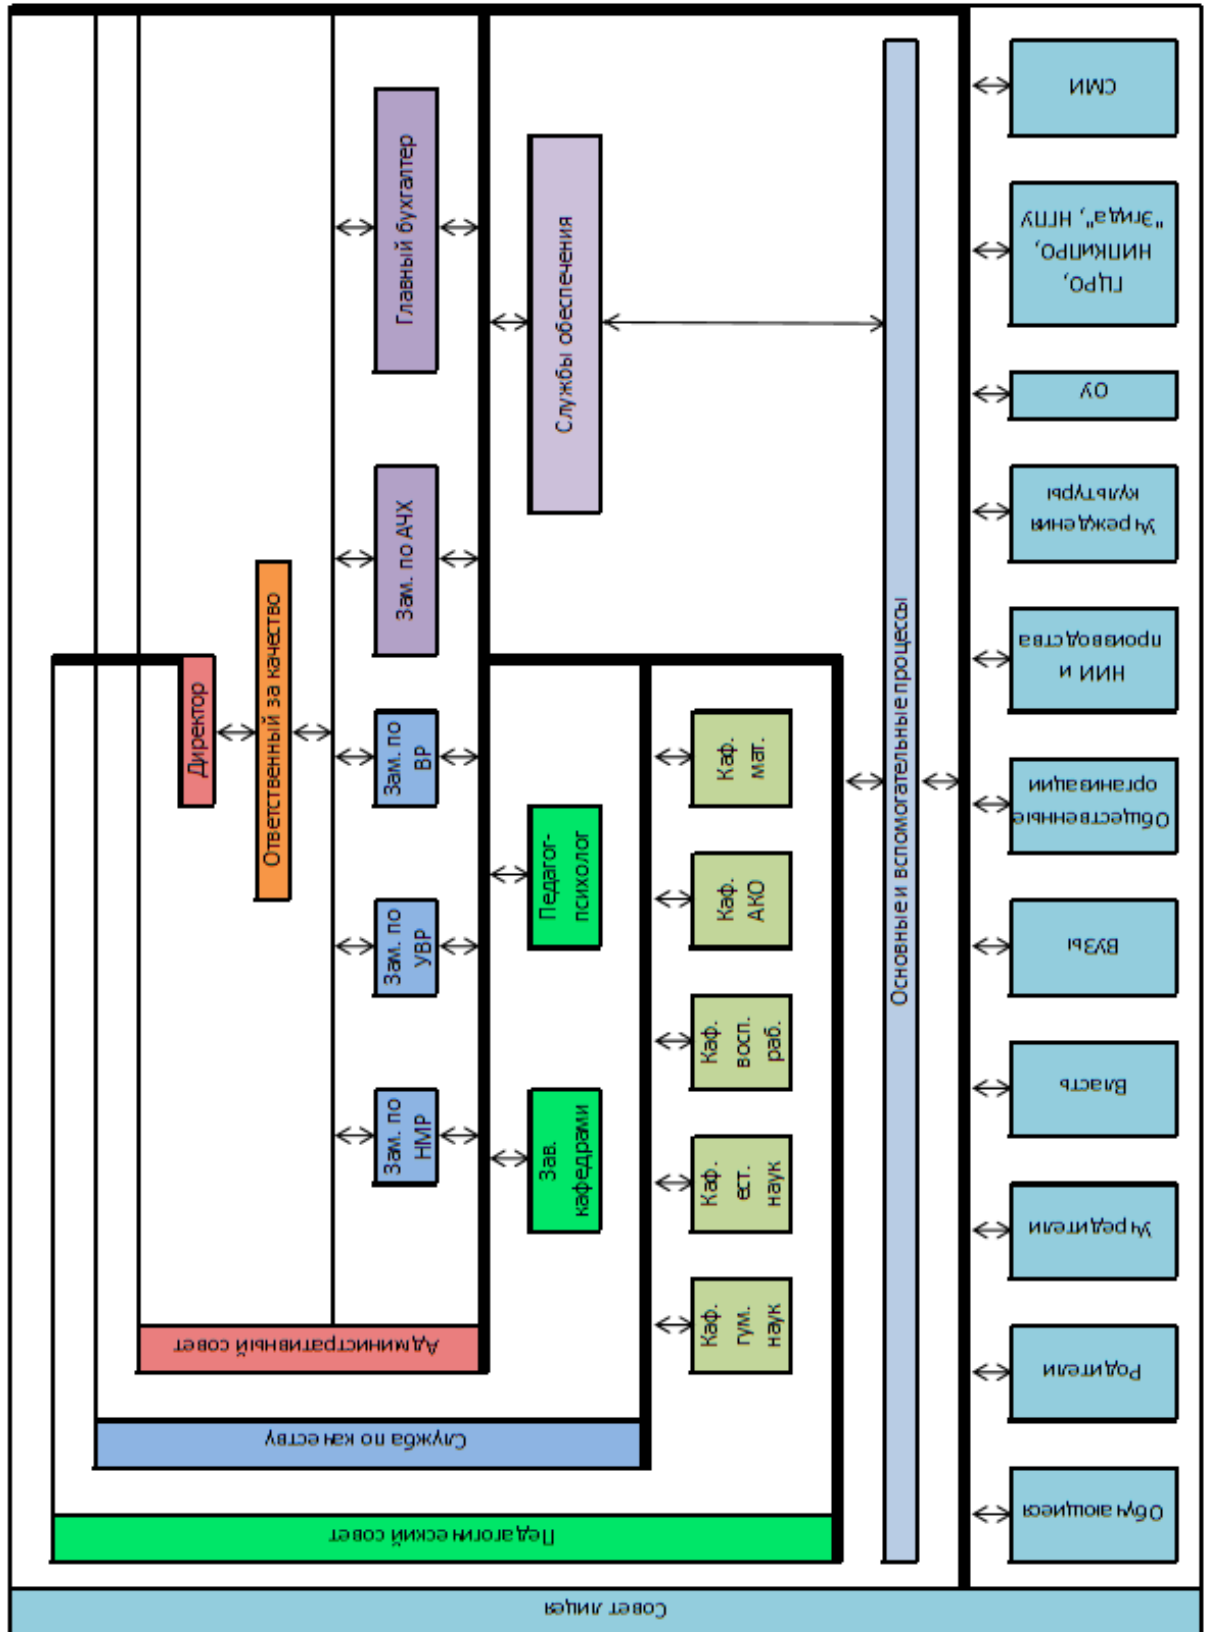 Директор
Ответственный за качество
Зам. по
НМР
Зам. по
УВР
Зам. по
ВР
Зам. по АЧХ
Главный бухгалтер
Зав.
кафедрами
Педагог-
психолог
Службы обеспечения
Каф.
гум.
наук
Каф.
ест.
наук
Каф.
восп.
раб.
Каф.
АКО
Каф.
мат.
Основные и вспомогательные процессы
Административный совет
Служба по качеству
Педагогический совет
Совет лицея
Обучающиеся
Родители
Учредители
Власть
ВУЗы
Общественные
организации
НИИ и
производства
Учреждения
культуры
ОУ
ГЦРО,
НИПКиПРО,
"Эгида", НГПУ
СМИ